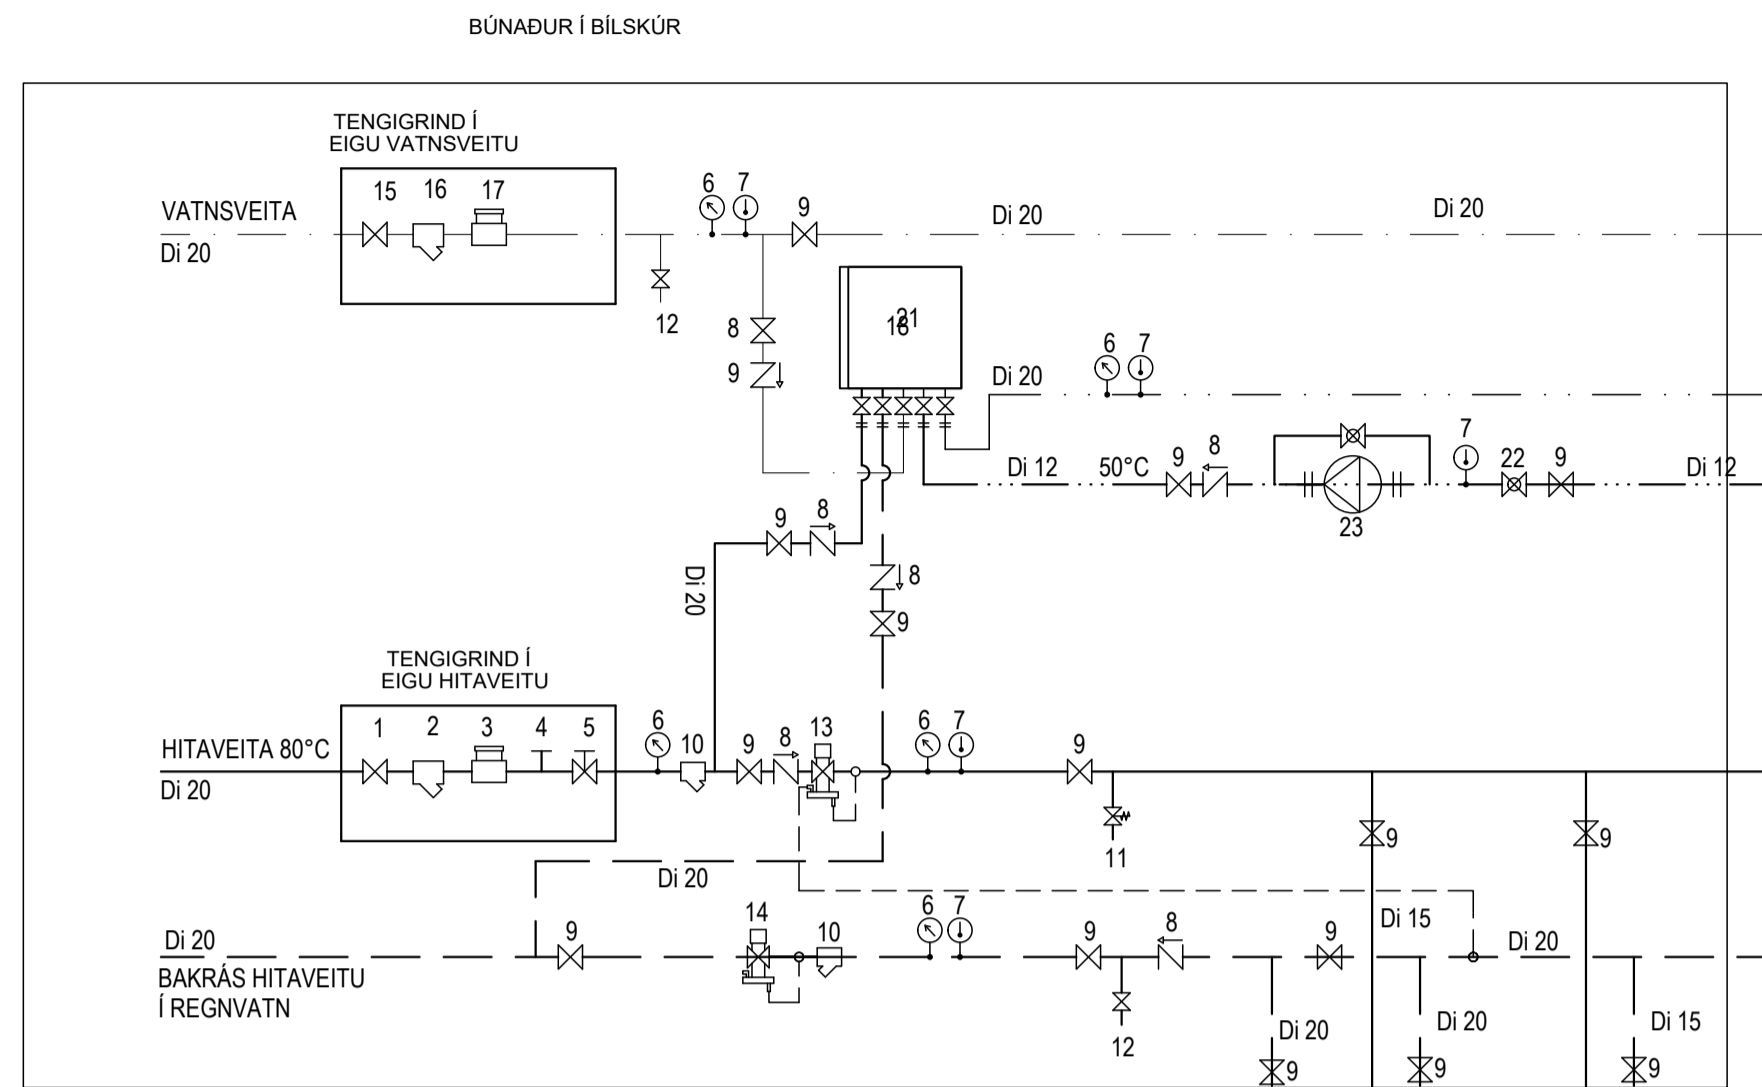 BÚNAÐUR Í BÍLSKÚR
TENGIGRIND Í
EIGU VATNSVEITU
15 16 17
VATNSVEITA
Di 20
6 7 9
Di 20
Di 20
12
8
9
21
18
Di 20
6 7
Di 12
50°C
9 8
23
7 22 9
Di 12
9 8
Di 20
8
9
TENGIGRIND Í
EIGU HITAVEITU
1 2 3 4 5
HITAVEITA 80°C
Di 20
6 10 9 8 13
6 7
9
11
9
9
Di 20
Di 20
BAKRÁS HITAVEITU
Í REGNVATN
9
14
10
6 7
9
8
12
9
Di 15
Di 20
Di 20
Di 20
Di 15
9
9
9